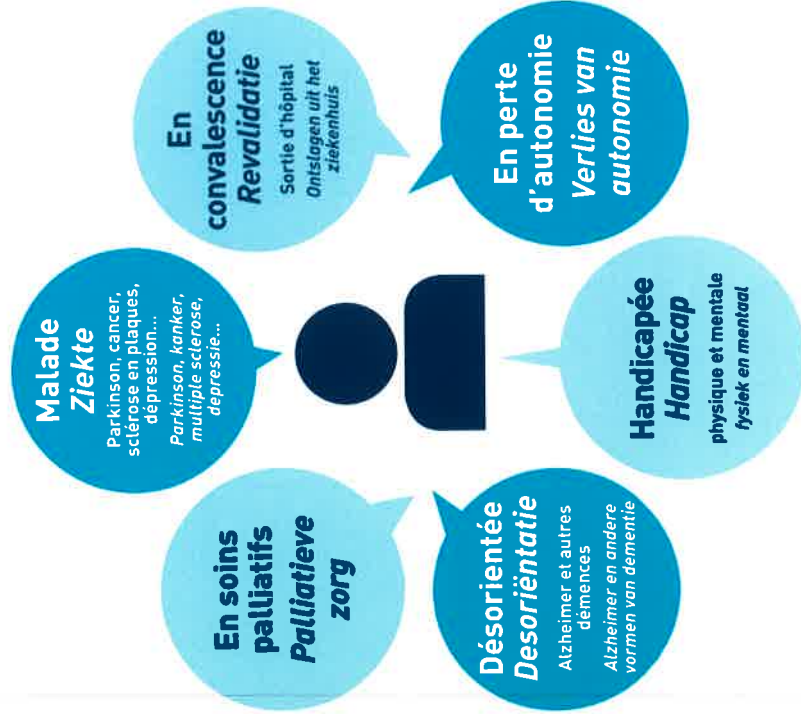 Malade
Ziekte
Parkinson, cancer,
sclérose en plaques,
dépression...
Parkinson, kanker,
multiple sclerose,
depressie...
En
convalescence
Revalidatie
Sortie d'hôpital
Ontslagen uit het
ziekenhuis
En perte
d'autonomie
Verlies van
autonomie
Handicapée
Handicap
physique et mentale
fysiek en mentaal
Désorientée
Desoriëntatie
Alzheimer et autres
démences
Alzheimer en andere
vormen van dementie
En soins
palliatifs
Palliatieve
zorg